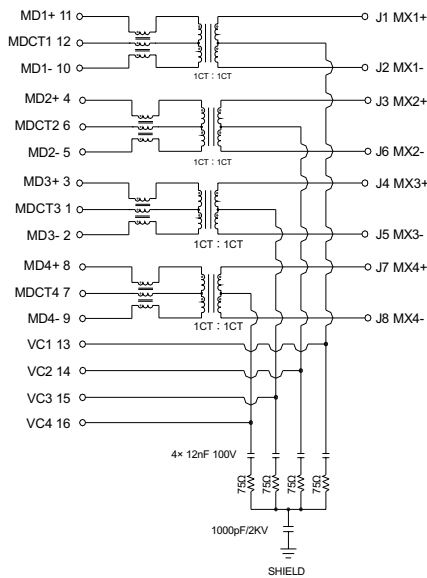 MD1+ 11
J1 MX1+
MDCT1 12
MD1- 10
J2 MX1-
1CT : 1CT
MD2+ 4
J3 MX2+
MDCT2 6
MD2- 5
J6 MX2-
1CT : 1CT
MD3+ 3
J4 MX3+
MDCT3 1
MD3- 2
J5 MX3-
1CT : 1CT
MD4+ 8
J7 MX4+
MDCT4 7
MD4- 9
J8 MX4-
1CT : 1CT
VC1 13
VC2 14
VC3 15
VC4 16
4× 12nF 100V
75Ω 75Ω 75Ω 75Ω
1000pF/2KV
SHIELD